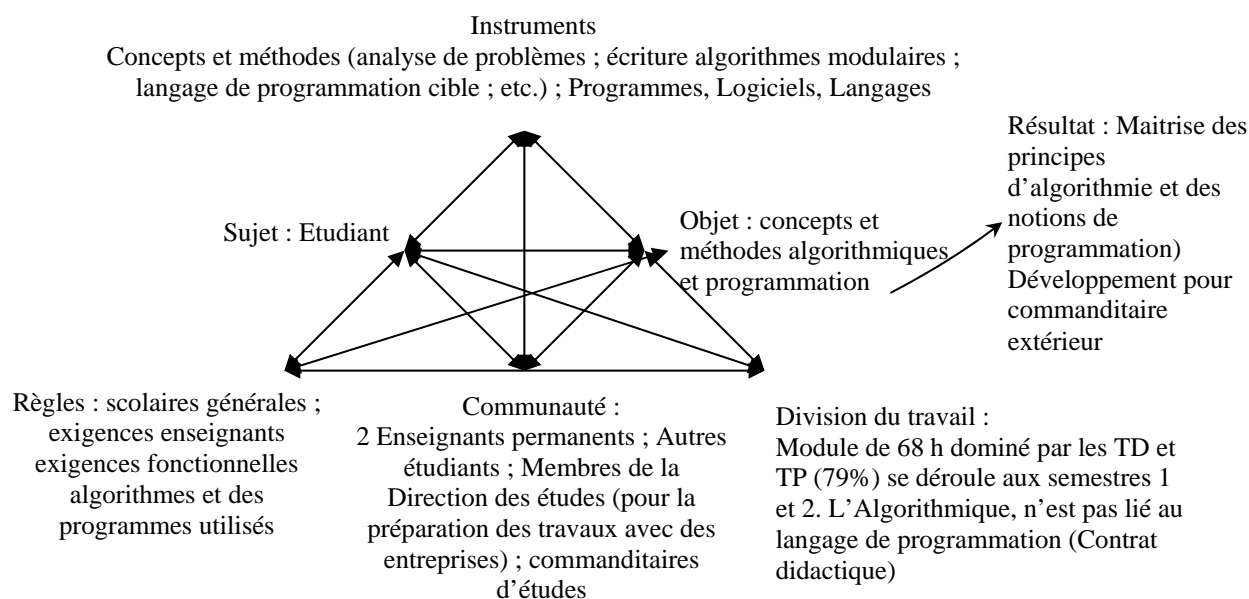 Instruments
Concepts et méthodes (analyse de problèmes ; écriture algorithmes modulaires ;
langage de programmation cible ; etc.) ; Programmes, Logiciels, Langages
Résultat : Maitrise des
principes
d’algorithmie et des
notions de
programmation)
Développement pour
commanditaire
extérieur
Sujet : Etudiant
Objet : concepts et
méthodes algorithmiques
et programmation
Règles : scolaires générales ;
exigences enseignants
exigences fonctionnelles
algorithmes et des
programmes utilisés
Communauté :
2 Enseignants permanents ; Autres
étudiants ; Membres de la
Direction des études (pour la
préparation des travaux avec des
entreprises) ; commanditaires
d’études
Division du travail :
Module de 68 h dominé par les TD et
TP (79%) se déroule aux semestres 1
et 2. L’Algorithmique, n’est pas lié au
langage de programmation (Contrat
didactique)